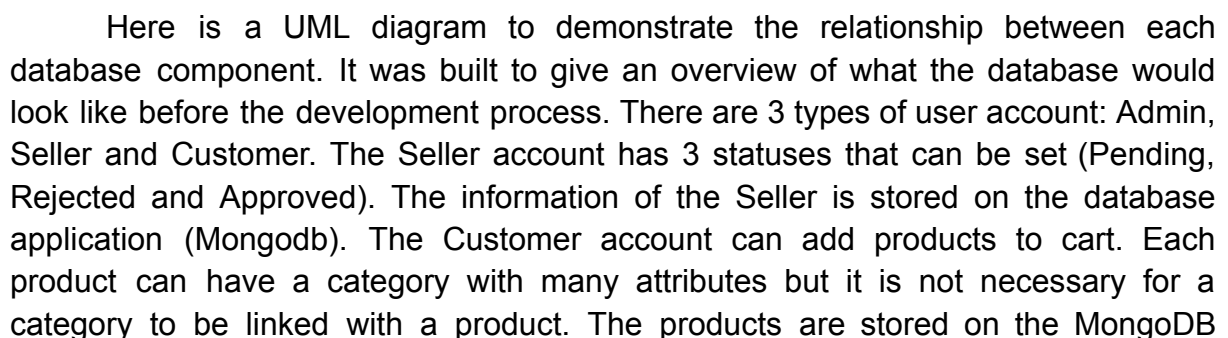 Here is a UML diagram to demonstrate the relationship between each
database component. It was built to give an overview of what the database would
look like before the development process. There are 3 types of user account: Admin,
Seller and Customer. The Seller account has 3 statuses that can be set (Pending,
Rejected and Approved). The information of the Seller is stored on the database
application (Mongodb). The Customer account can add products to cart. Each
product can have a category with many attributes but it is not necessary for a
category to be linked with a product. The products are stored on the MongoDB